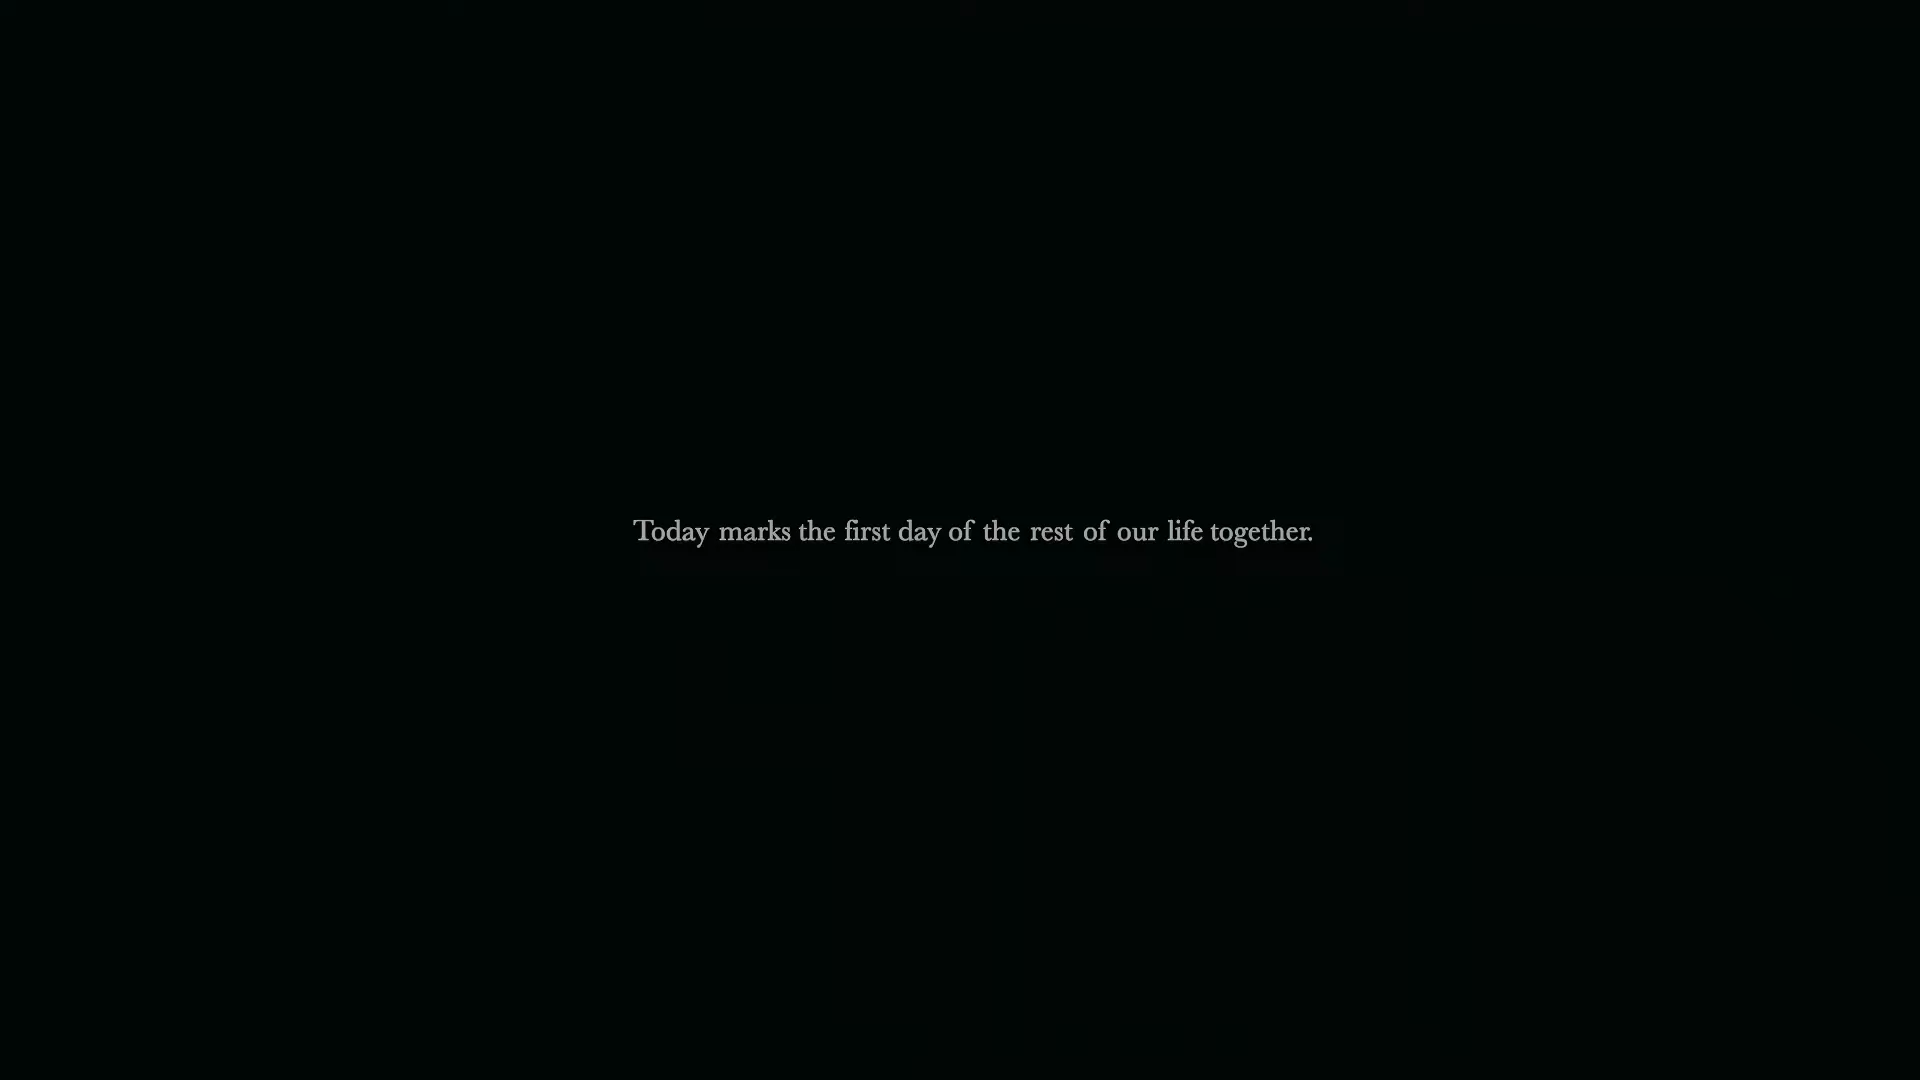 Today marks the first day of the rest of our life together.